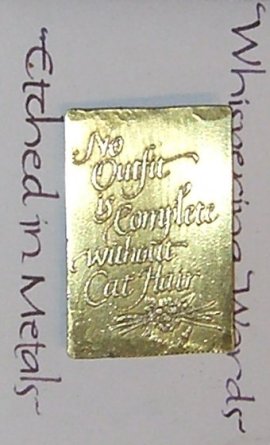 ~Whispering Words~
~Etched in Metals~
No
Outfit
is Complete
without
Cat Hair